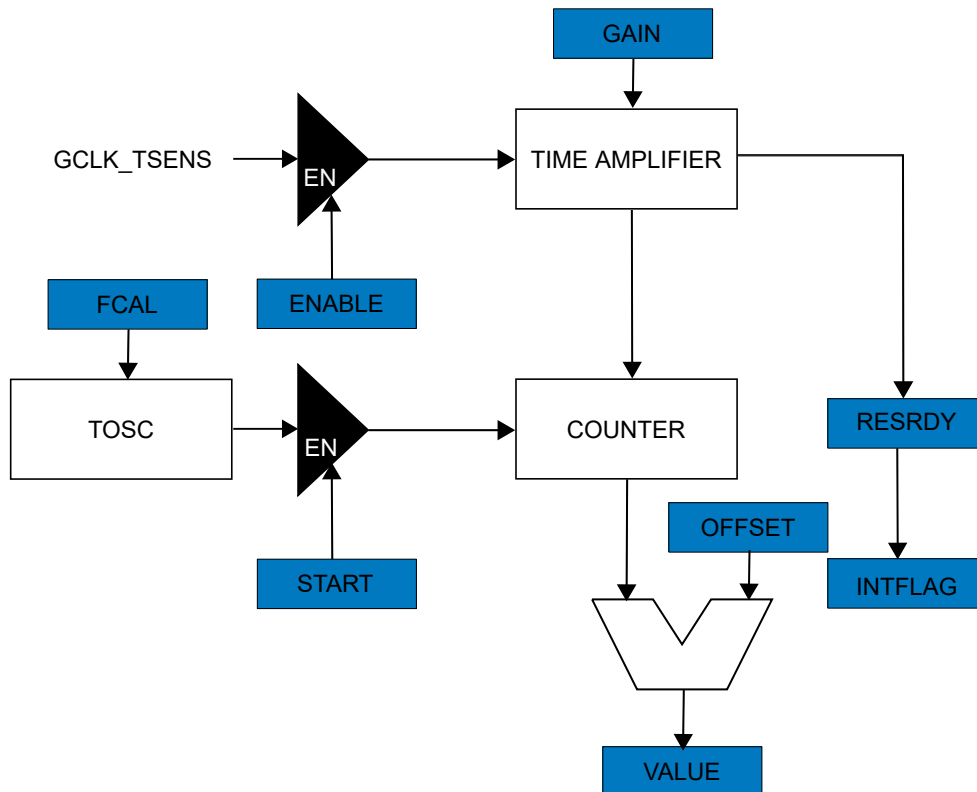 GAIN
GCLK_TSENS
EN
TIME AMPLIFIER
FCAL
ENABLE
TOSC
EN
COUNTER
RESRDY
OFFSET
START
INTFLAG
VALUE